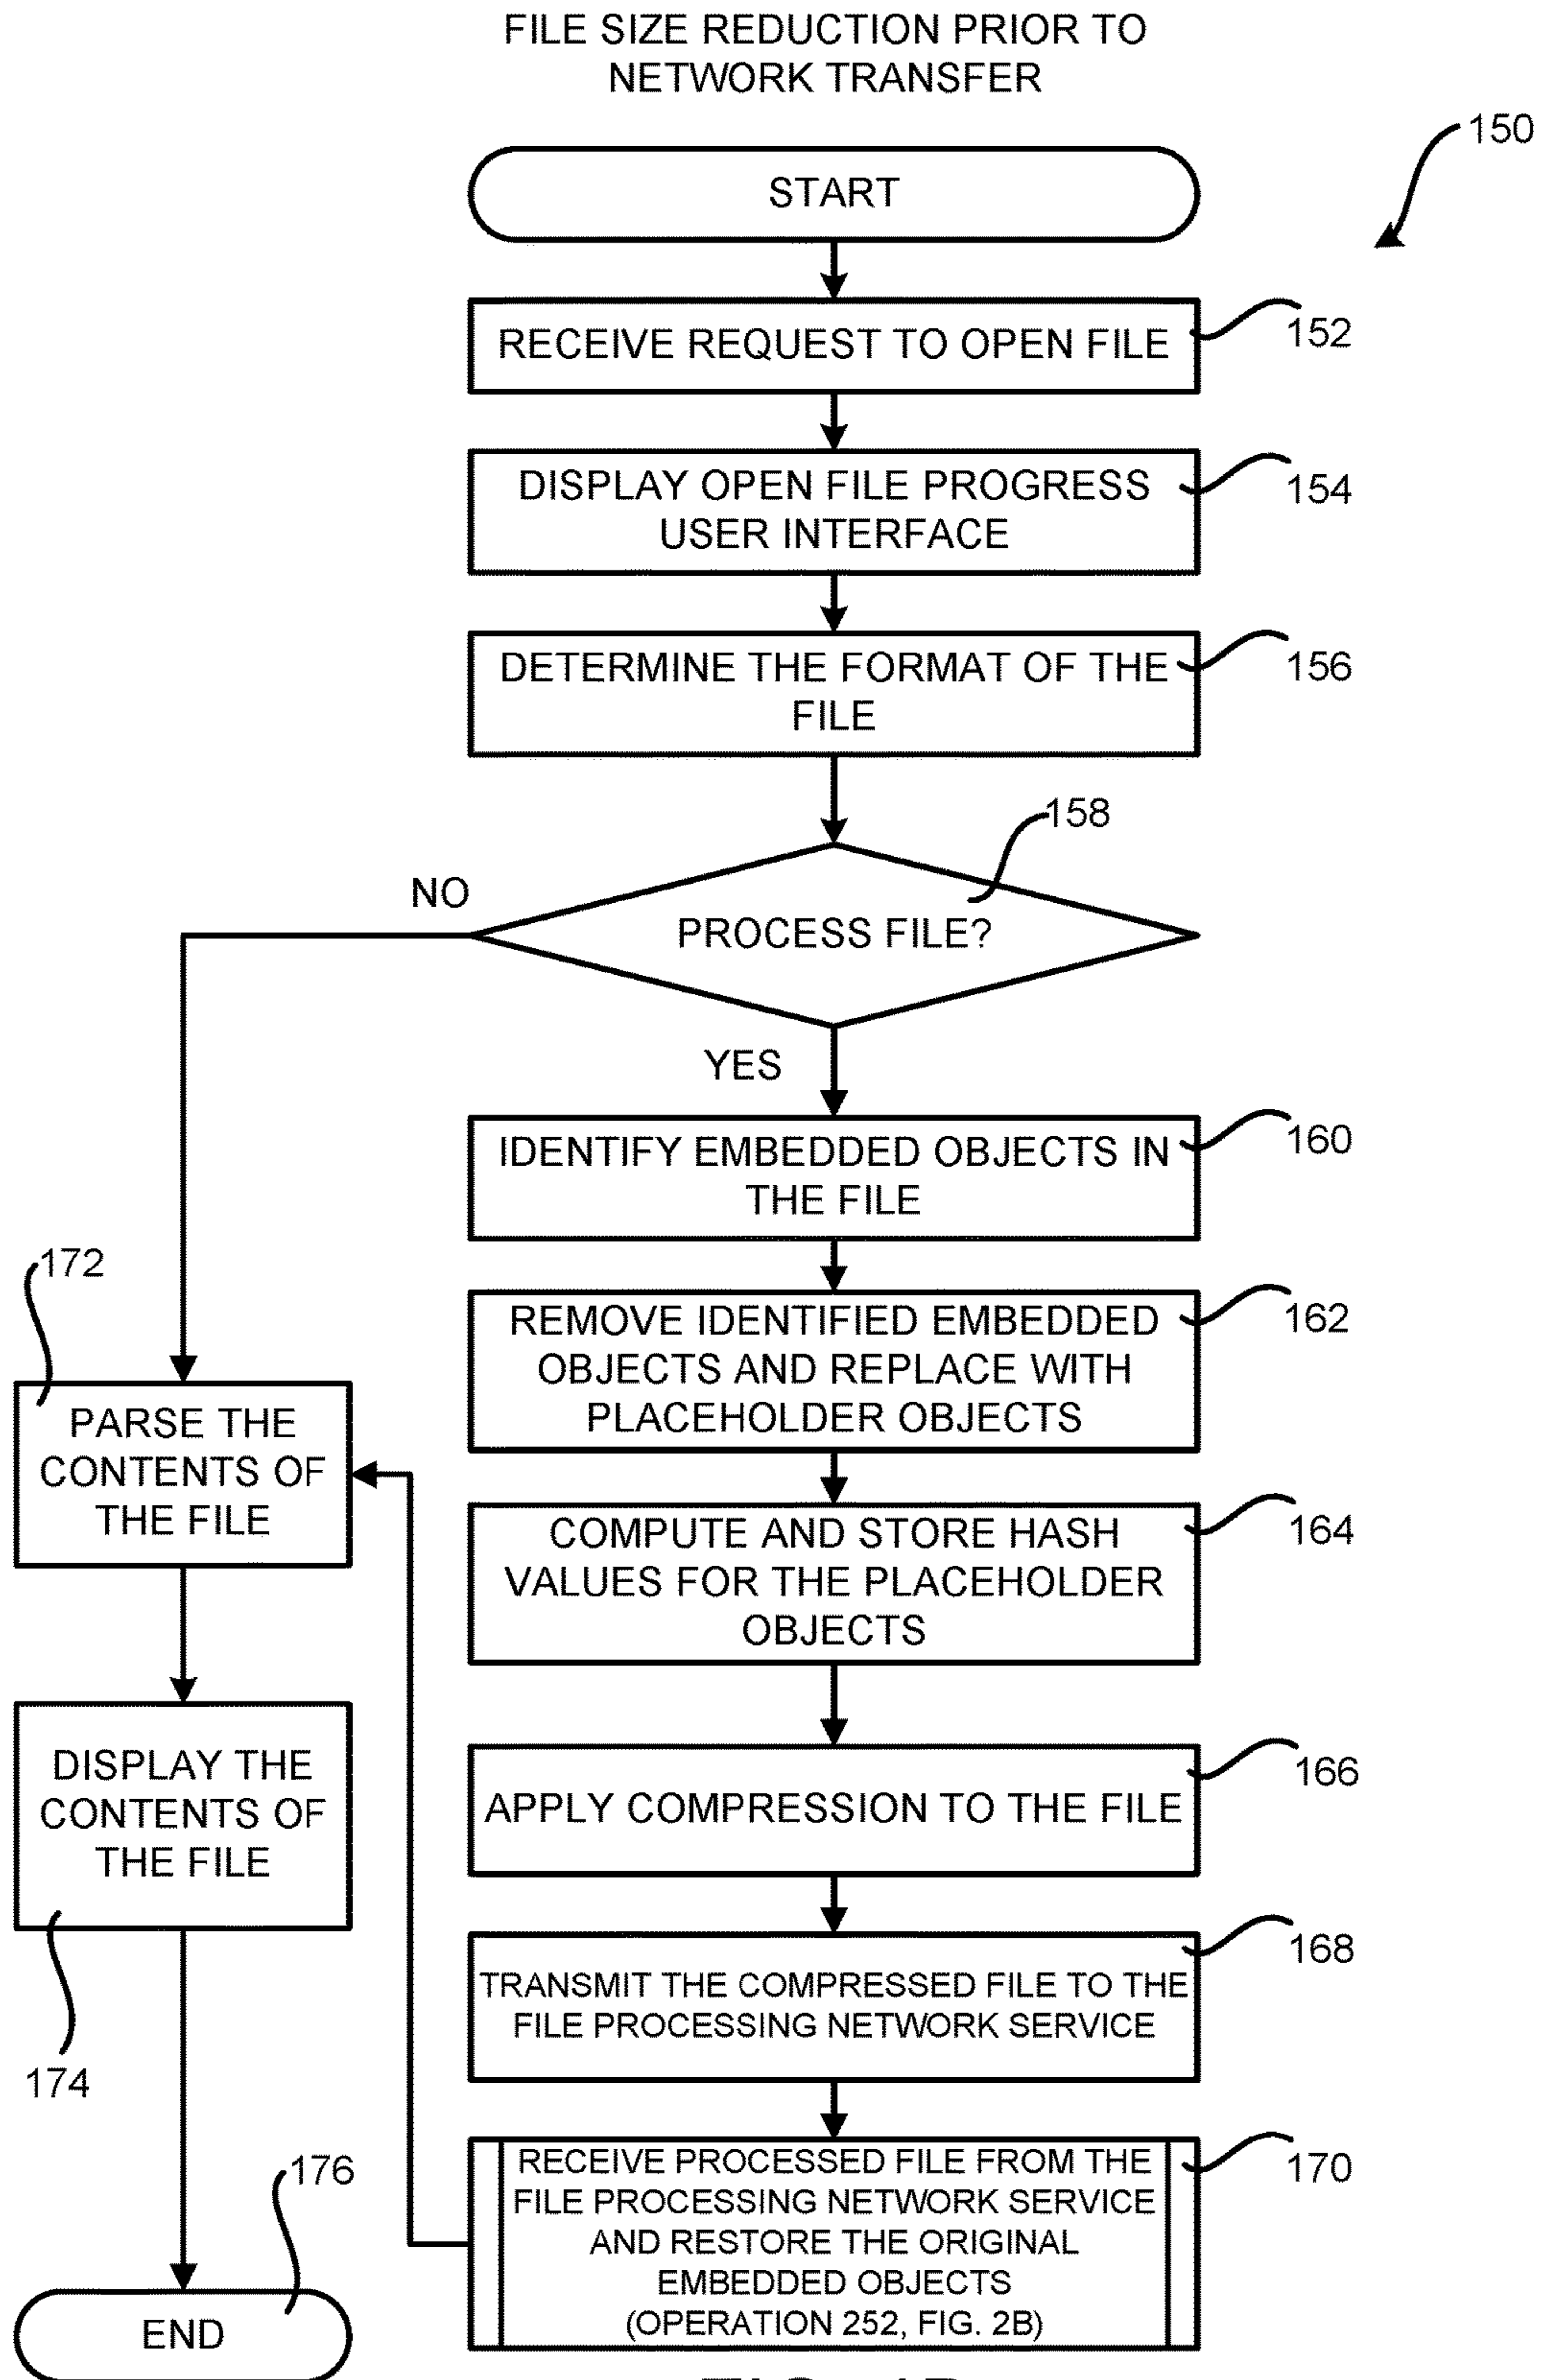 FILE SIZE REDUCTION PRIOR TO
NETWORK TRANSFER
150
START
RECEIVE REQUEST TO OPEN FILE
152
DISPLAY OPEN FILE PROGRESS
USER INTERFACE
154
DETERMINE THE FORMAT OF THE
FILE
156
158
NO
PROCESS FILE?
YES
IDENTIFY EMBEDDED OBJECTS IN
THE FILE
160
REMOVE IDENTIFIED EMBEDDED
OBJECTS AND REPLACE WITH
PLACEHOLDER OBJECTS
162
COMPUTE AND STORE HASH
VALUES FOR THE PLACEHOLDER
OBJECTS
164
APPLY COMPRESSION TO THE FILE
166
TRANSMIT THE COMPRESSED FILE TO THE
FILE PROCESSING NETWORK SERVICE
168
RECEIVE PROCESSED FILE FROM THE
FILE PROCESSING NETWORK SERVICE
AND RESTORE THE ORIGINAL
EMBEDDED OBJECTS
(OPERATION 252, FIG. 2B)
170
172
PARSE THE
CONTENTS OF
THE FILE
DISPLAY THE
CONTENTS OF
THE FILE
174
176
END